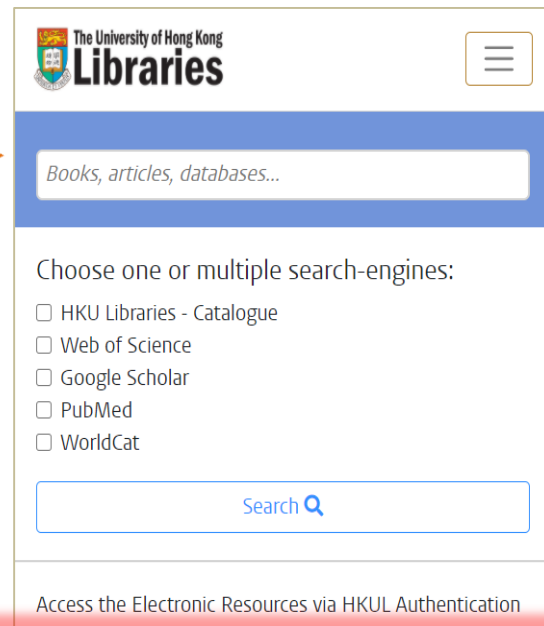 The University of Hong Kong
Libraries
Books, articles, databases...
Choose one or multiple search-engines:
HKU Libraries - Catalogue
Web of Science
Google Scholar
PubMed
WorldCat
Search
Access the Electronic Resources via HKUL Authentication